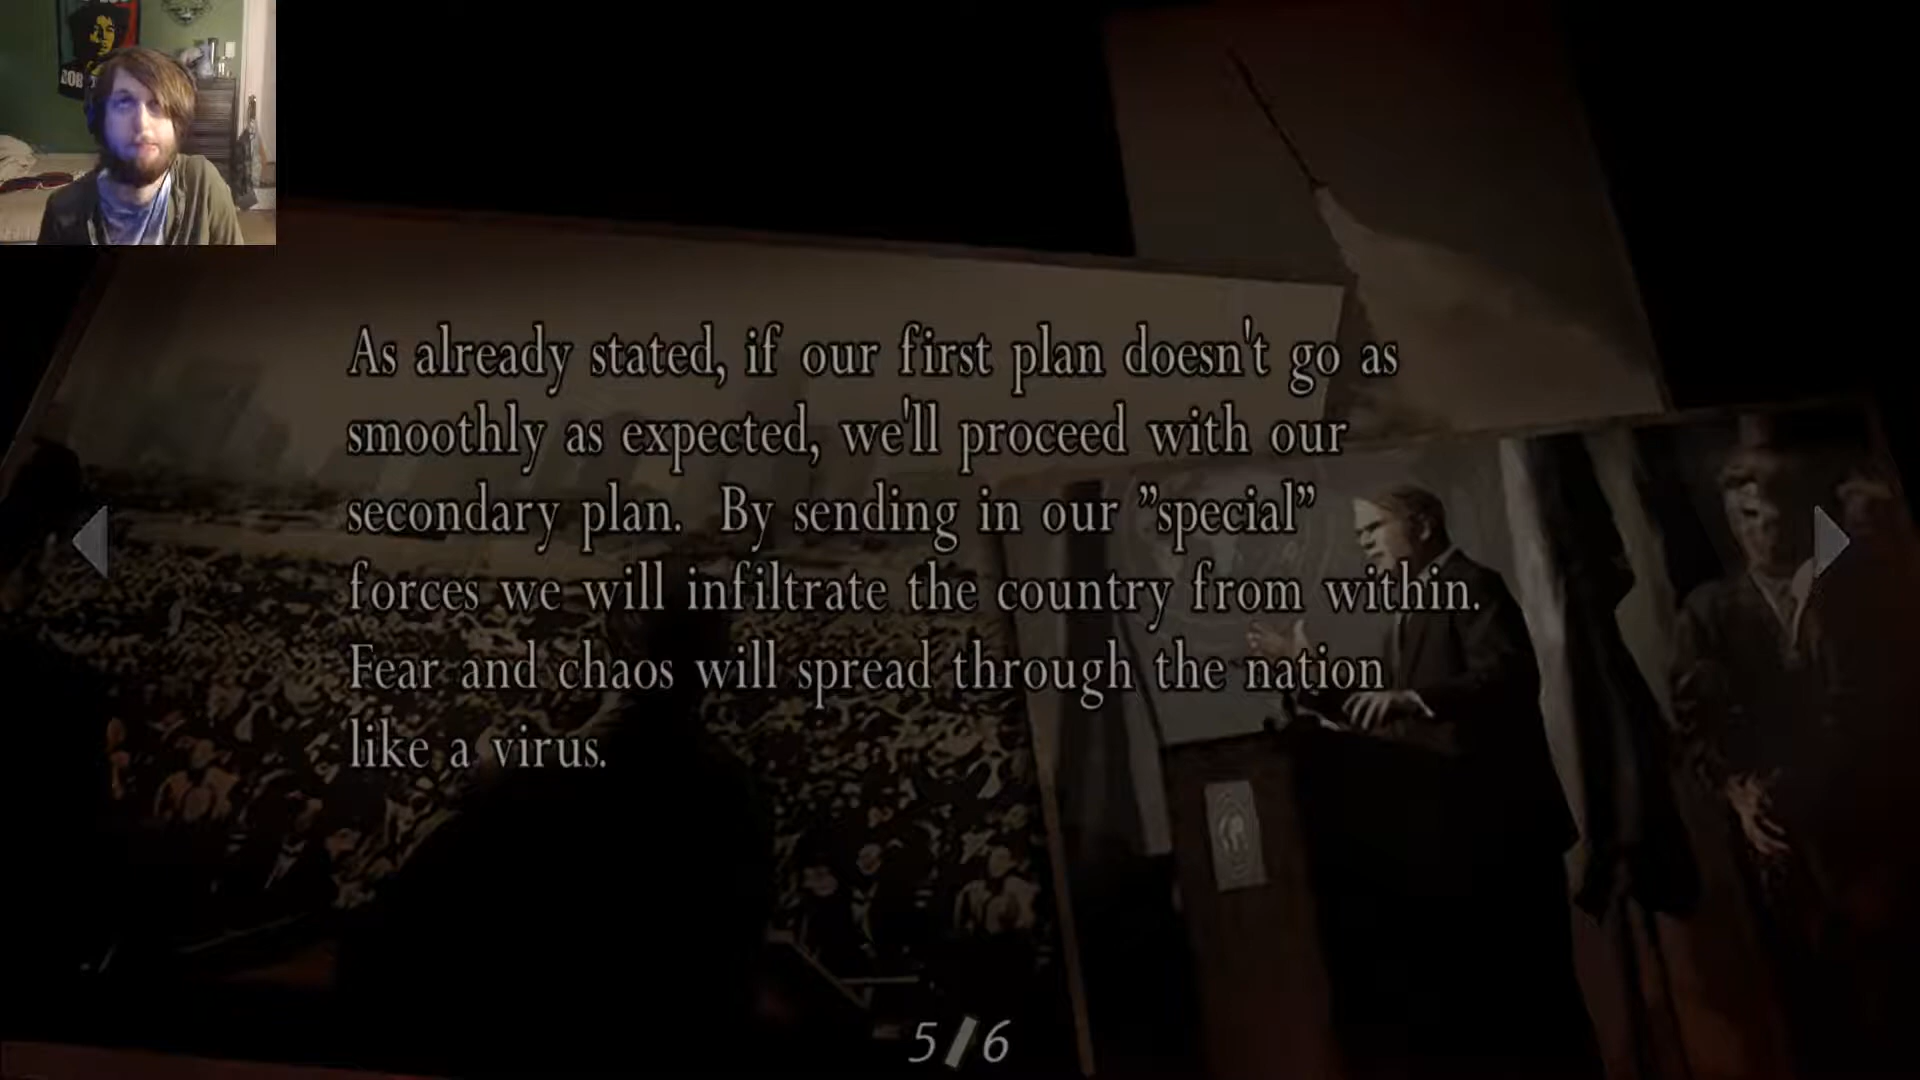 BOB
As already stated, if our first plan doesn't go as
smoothly as expected, we'll proceed with our
secondary plan. By sending in our ”special”
forces we will infiltrate the country from within.
Fear and chaos will spread through the nation
like a virus.
5/6